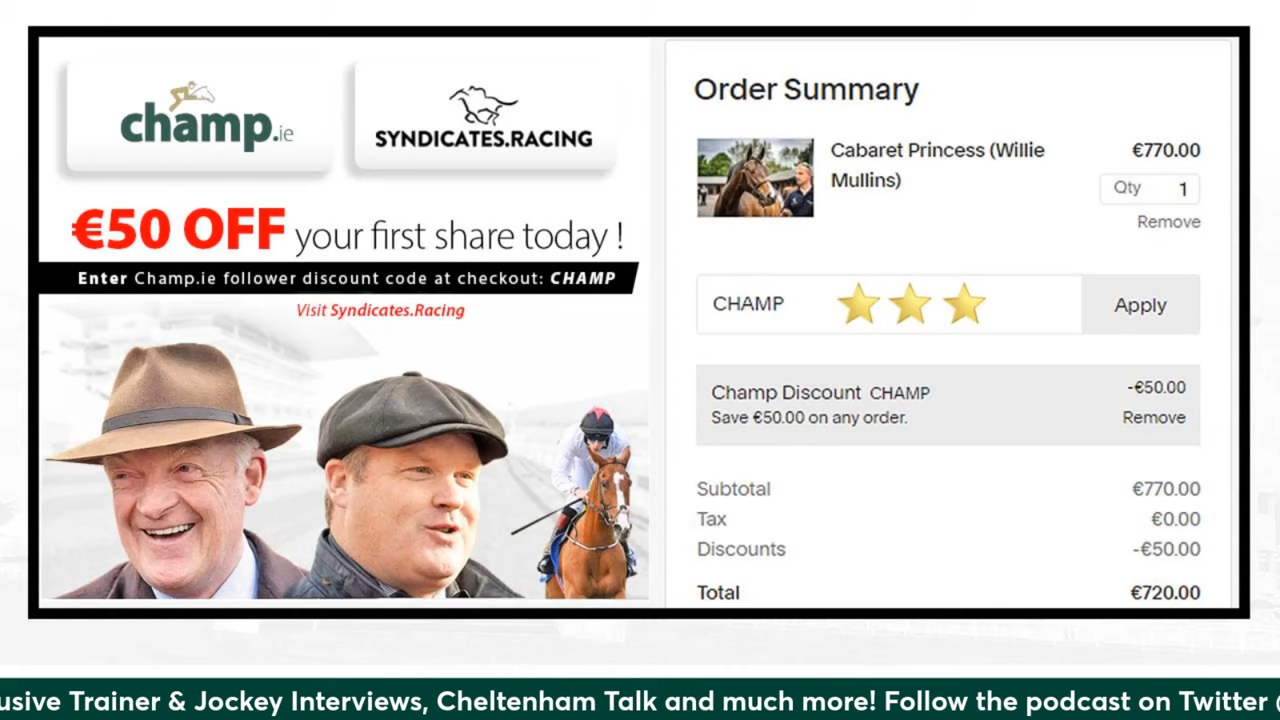 champ.ie
SYNDICATES.RACING
€50 OFF your first share today !
Enter Champ.ie follower discount code at checkout: CHAMP
Visit Syndicates.Racing
Order Summary
Cabaret Princess (Willie €770.00
Mullins)
Qty 1
Remove
CHAMP Apply
Champ Discount CHAMP -€50.00
Save €50.00 on any order. Remove
Subtotal €770.00
Tax €0.00
Discounts -€50.00
Total €720.00
usive Trainer & Jockey Interviews, Cheltenham Talk and much more! Follow the podcast on Twitter